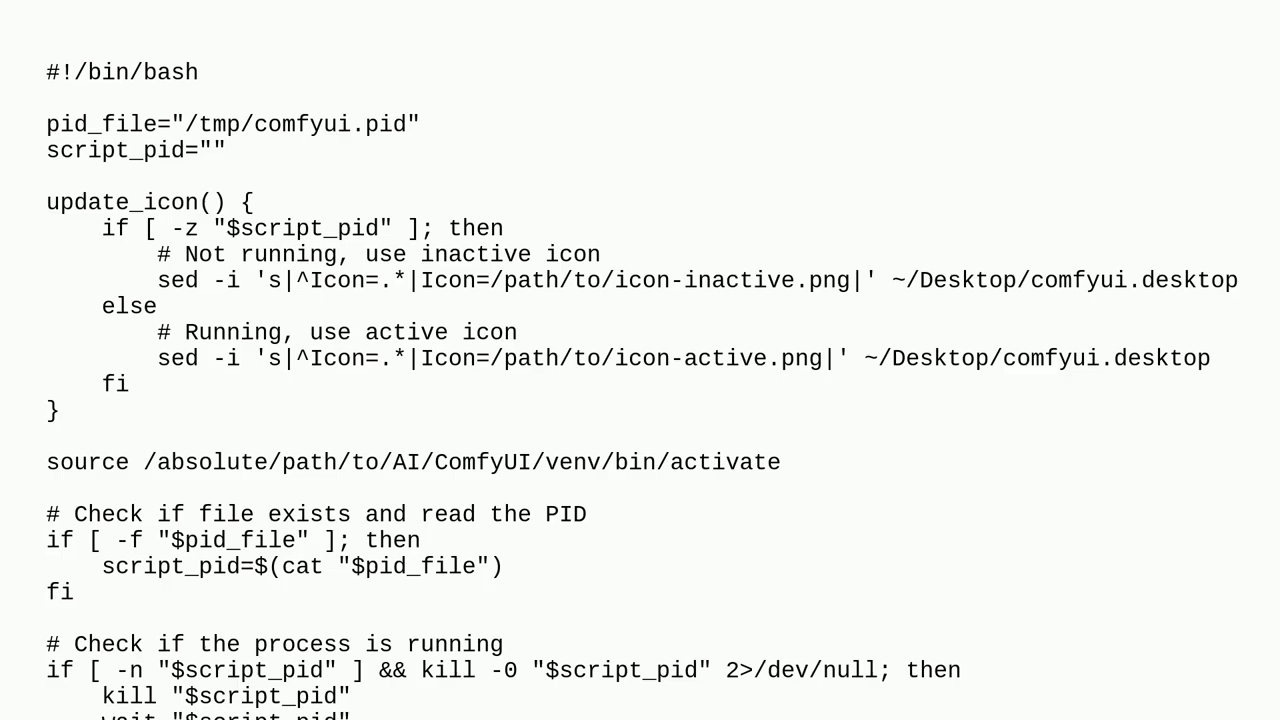 #!/bin/bash

pid_file="/tmp/comfyui.pid"
script_pid=""

update_icon() {
    if [ -z "$script_pid" ]; then
        # Not running, use inactive icon
        sed -i 's|^Icon=.*|Icon=/path/to/icon-inactive.png|' ~/Desktop/comfyui.desktop
    else
        # Running, use active icon
        sed -i 's|^Icon=.*|Icon=/path/to/icon-active.png|' ~/Desktop/comfyui.desktop
    fi
}

source /absolute/path/to/AI/ComfyUI/venv/bin/activate

# Check if file exists and read the PID
if [ -f "$pid_file" ]; then
    script_pid=$(cat "$pid_file")
fi

# Check if the process is running
if [ -n "$script_pid" ] && kill -0 "$script_pid" 2>/dev/null; then
    kill "$script_pid"
    wait "$script_pid"